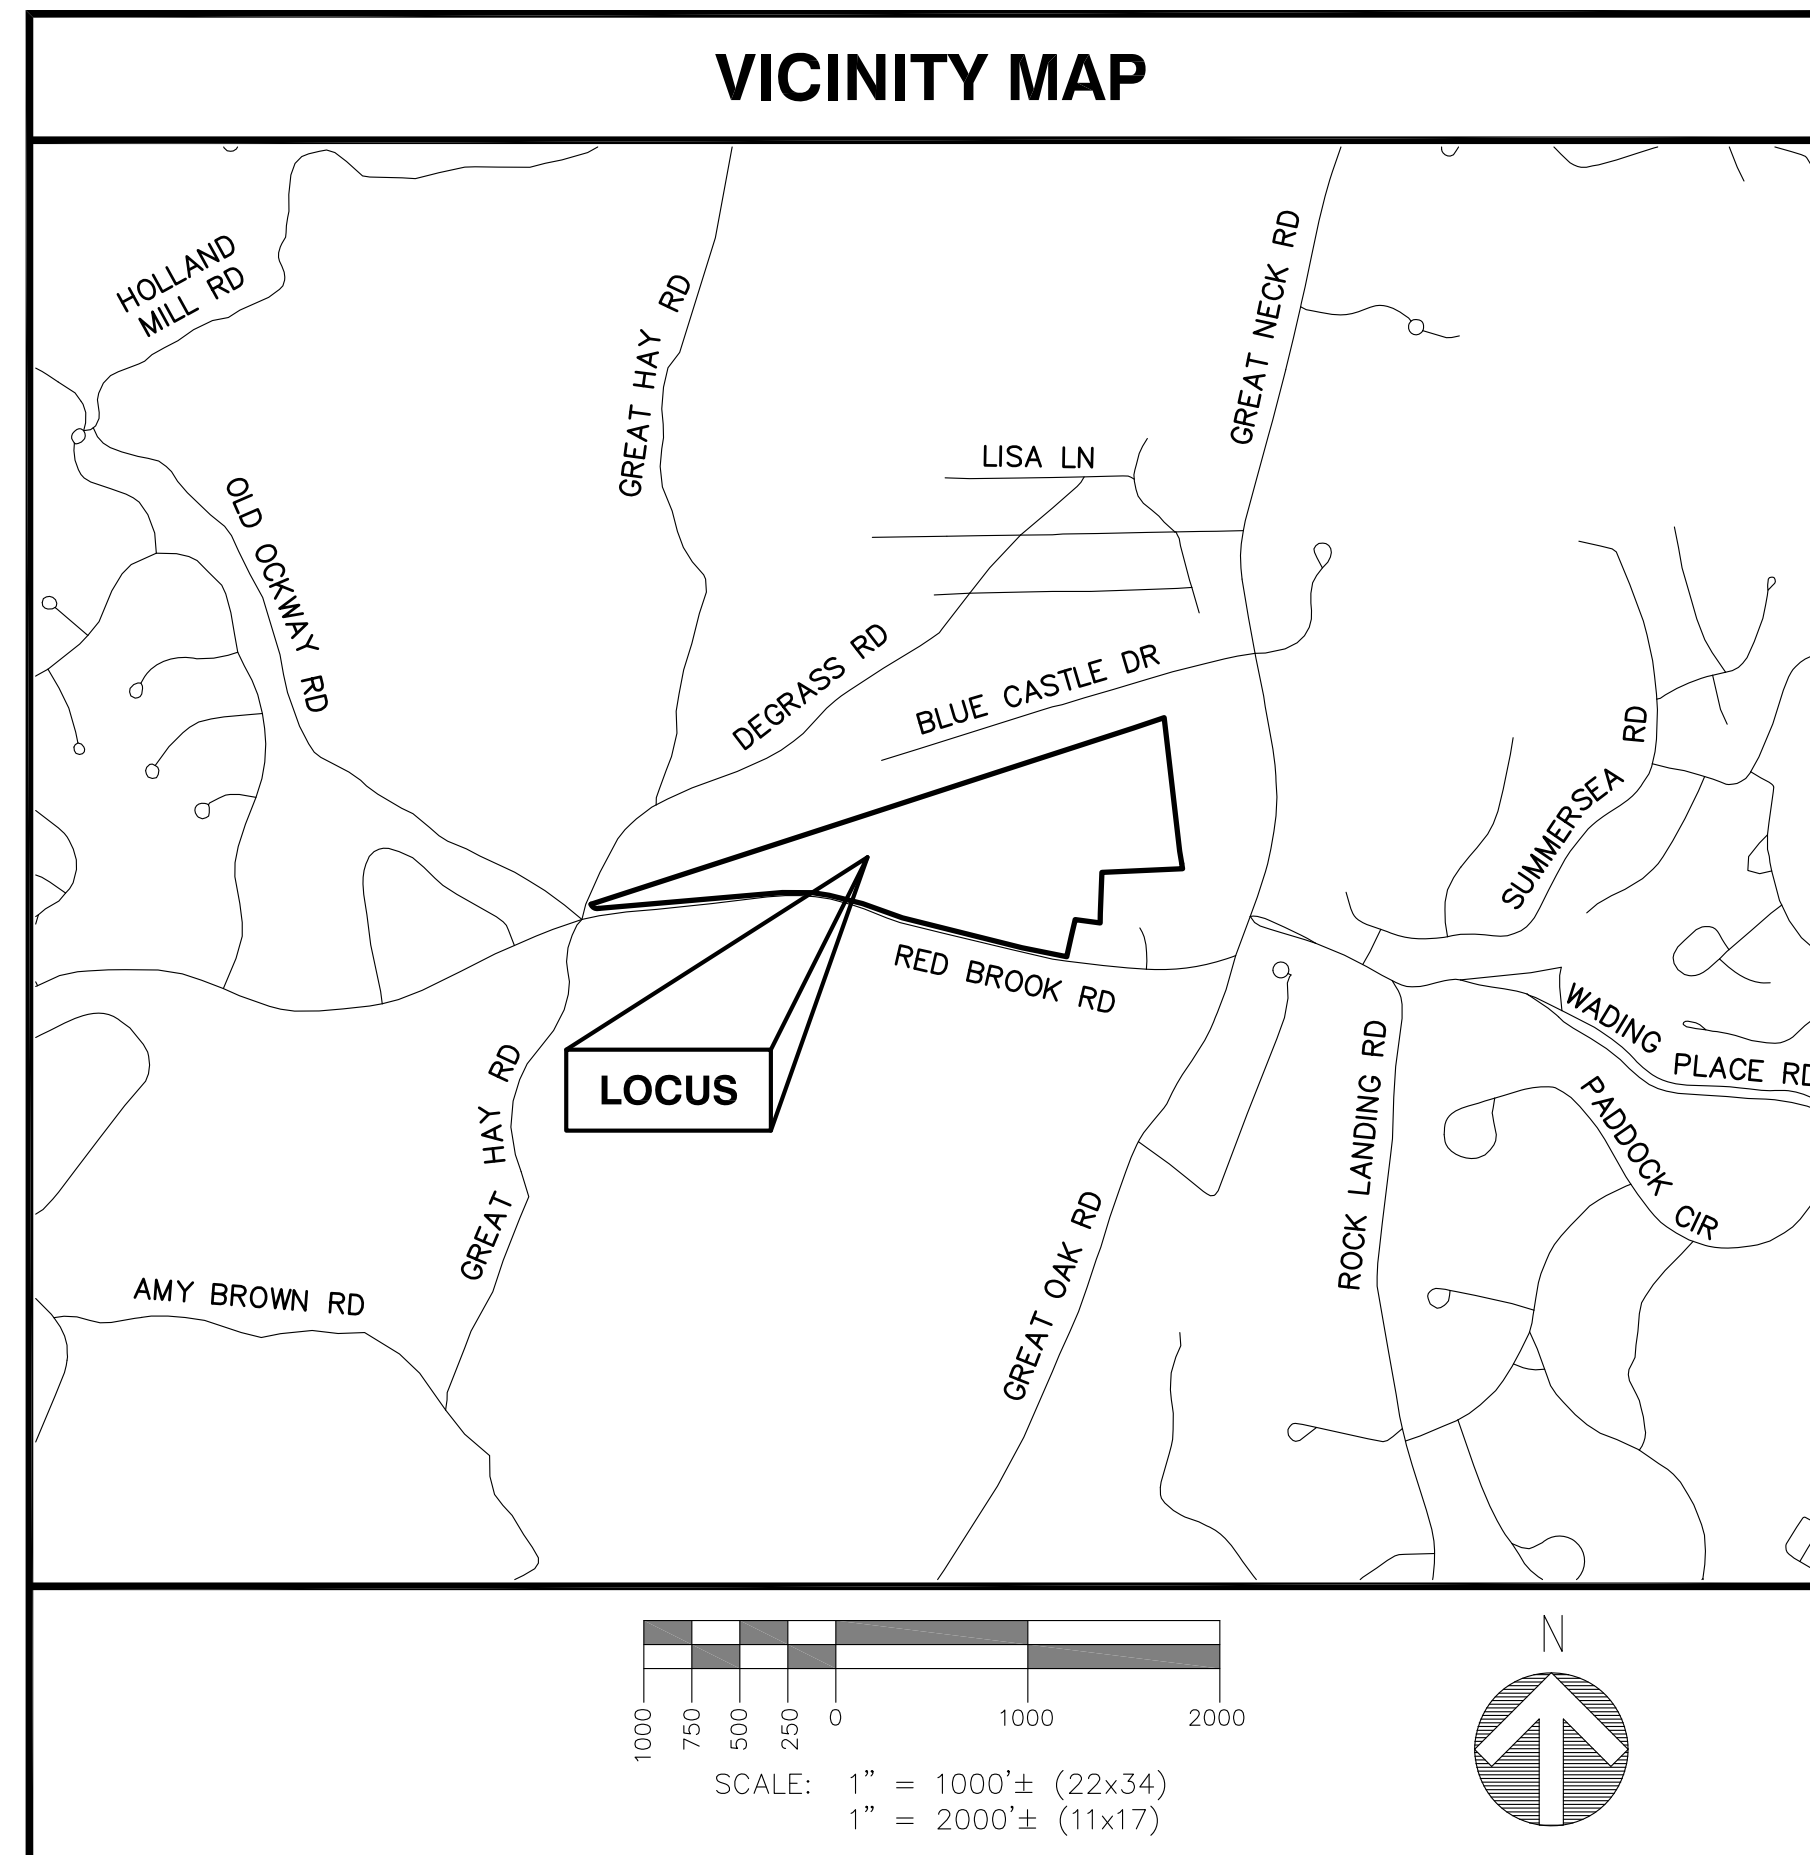 VICINITY MAP
HOLLAND
MILL RD
GREAT HAY RD
GREAT NECK RD
LISA LN
OLD OCKWAY RD
DEGRASS RD
BLUE CASTLE DR
SUMMERSEA RD
RED BROOK RD
WADING PLACE RD
LOCUS
GREAT HAY RD
ROCK LANDING RD
PADDOCK CIR
GREAT OAK RD
AMY BROWN RD
1000 750 500 250 0 1000 2000
N
SCALE: 1" = 1000'± (22x34)
1" = 2000'± (11x17)